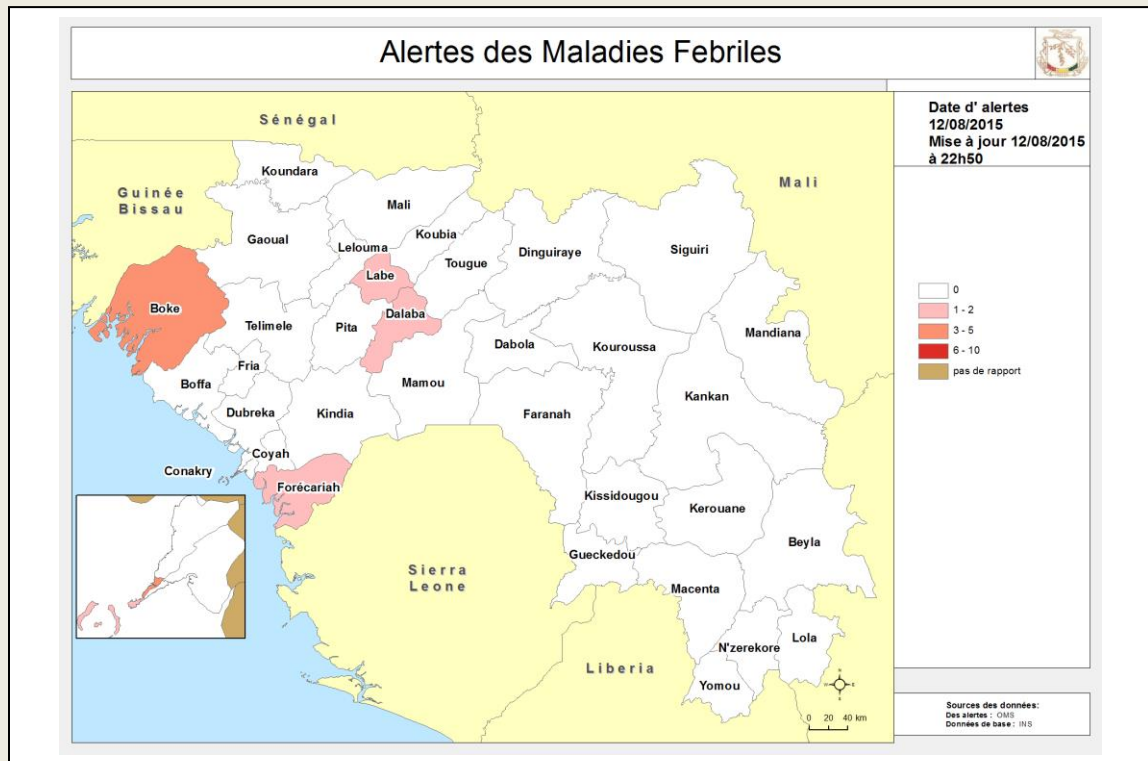 Alertes des Maladies Febriles
Date d' alertes
12/08/2015
Mise à jour 12/08/2015
à 22h50
Sénégal
Mali
Guinée
Bissau
Koundara
Mali
Gaoual
Koubia
Lelouma
Tougue
Dinguiraye
Siguiri
Labe
Boke
Dalaba
Telimele
Pita
Mandiana
Dabola
Kouroussa
Fria
Boffa
Mamou
Kankan
Dubreka
Kindia
Faranah
Coyah
Conakry
Forécariah
Kissidougou
Kerouane
Beyla
Gueckedou
Sierra
Leone
Macenta
Lola
N'zerekore
Liberia
Yomou
0
1 - 2
3 - 5
6 - 10
pas de rapport
0 20 40 km
Sources des données:
Des alertes : OMS
Données de base : INS